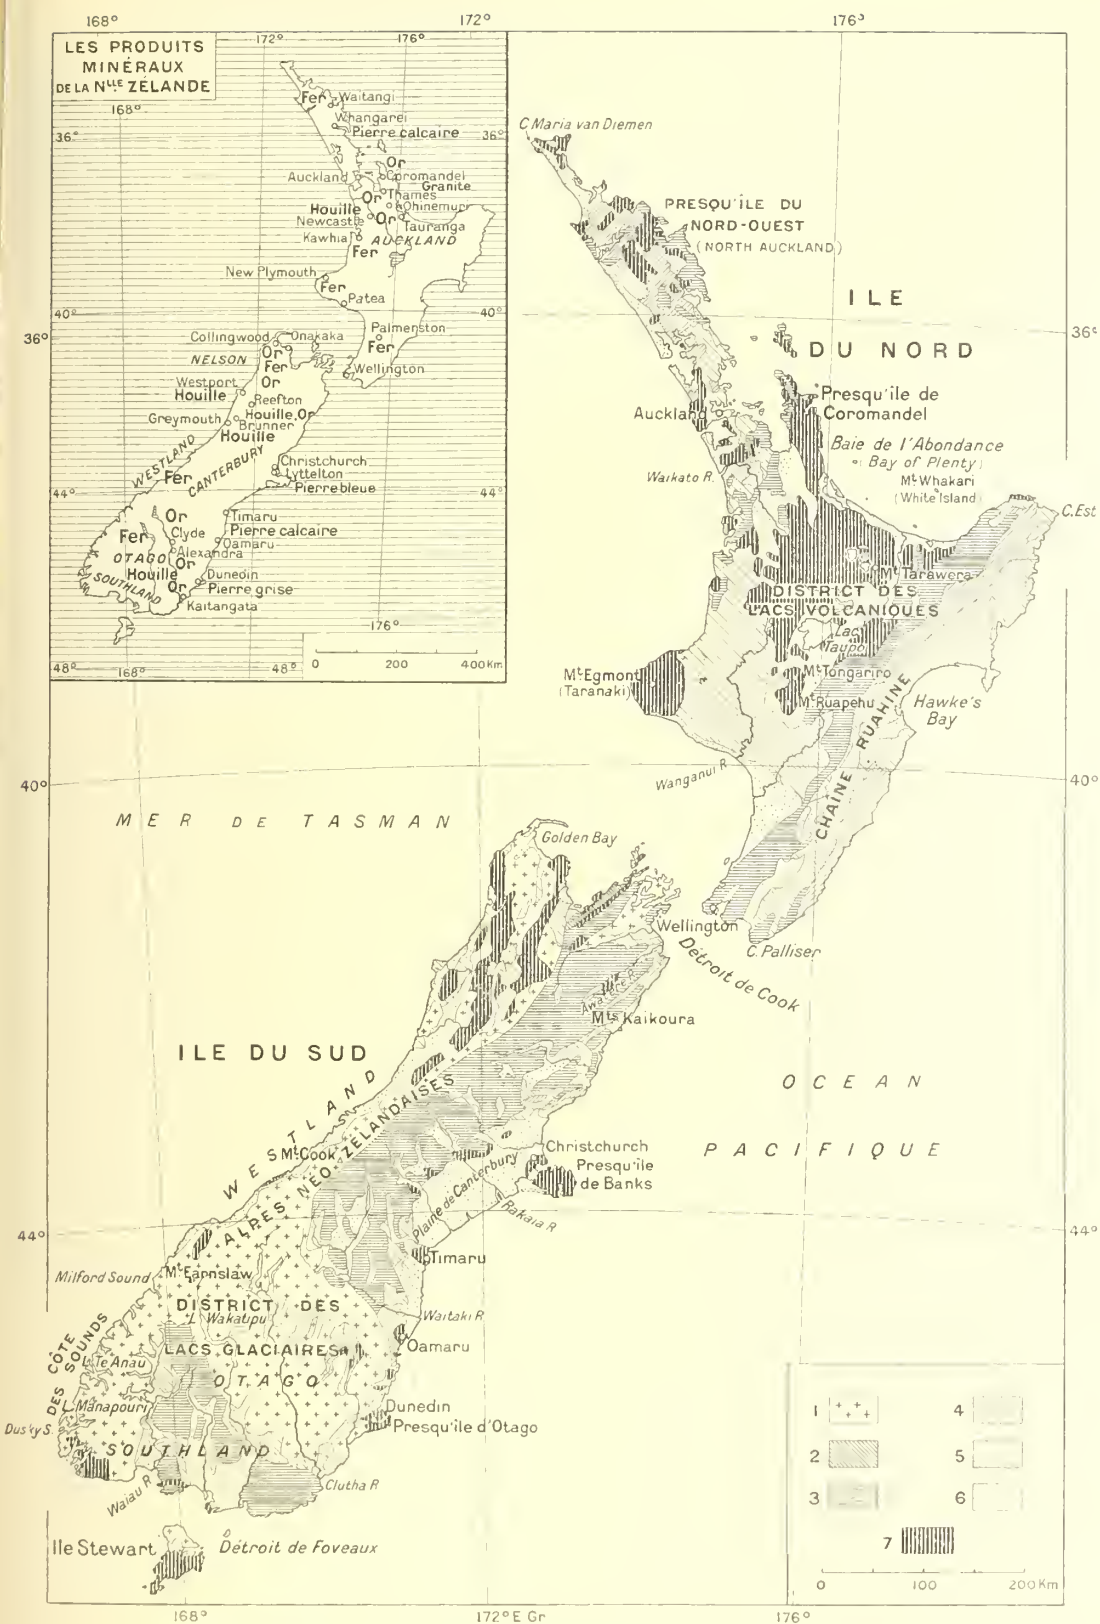 168° 172° 176°
LES PRODUITS
MINÉRAUX
DE LA Nᴸᴸᴱ ZÉLANDE
172° 176°
168°
Fer Waitangi
Whangarei
36° Pierre calcaire 36°
Or
Auckland Coromandel
Granite
Or Thames
Houille Ohinemuri
Newcastle Or Tauranga
Kawhia AUCKLAND
Fer
New Plymouth
Fer
Patea
40° 40°
Palmerston
Collingwood Onakaka
Or Fer
NELSON Fer
Wellington
Westport Or
Houille Reefton
Greymouth Houille, Or
Brunner
Houille
WESTLAND
CANTERBURY
Fer
Christchurch
Lyttelton
44° Pierre bleue 44°
Or Timaru
Fer Clyde Pierre calcaire
Oamaru
Alexandra
OTAGO Or
Houille Dunedin
SOUTHLAND Or Pierre grise
Kaitangata
176°
48° 168° 48°
0 200 400 Km
C. Maria van Diemen
PRESQU'ILE DU
NORD-OUEST
(NORTH AUCKLAND)
ILE
36° 36°
DU NORD
Presqu'ile de
Coromandel
Auckland
Baie de l'Abondance
(Bay of Plenty)
Waikato R.
Mᵗ Whakari
(White Island)
C. Est
Mᵗ Tarawera
DISTRICT DES
LACS VOLCANIQUES
Lac
Taupo
Mᵗ Egmont
(Taranaki)
Mᵗ Tongariro
Mᵗ Ruapehu
Hawke's
Bay
CHAÎNE RUAHINE
Wanganui R
40° 40°
MER DE TASMAN
Golden Bay
Wellington
C. Palliser
Détroit de Cook
Awatere R.
Mᵗˢ Kaikoura
ILE DU SUD
OCEAN
PACIFIQUE
WESTLAND
Mᵗ Cook
ALPES NÉO-ZÉLANDAISES
Christchurch
Presqu'ile
de Banks
Plaine de Canterbury
Rakaia R
44° 44°
Timaru
Milford Sound
Mᵗ Earnslaw
DISTRICT DES
L. Wakatipu
Waitaki R
LACS GLACIAIRES
Oamaru
CÔTE
DES SOUNDS
L. Te Anau
OTAGO
L. Manapouri
Dunedin
Presqu'ile d'Otago
Dusky S.
SOUTHLAND
Waiau R
Clutha R
Ile Stewart
Détroit de Foveaux
1 4
2 5
3 6
7
0 100 200 Km
168° 172° E Gr 176°